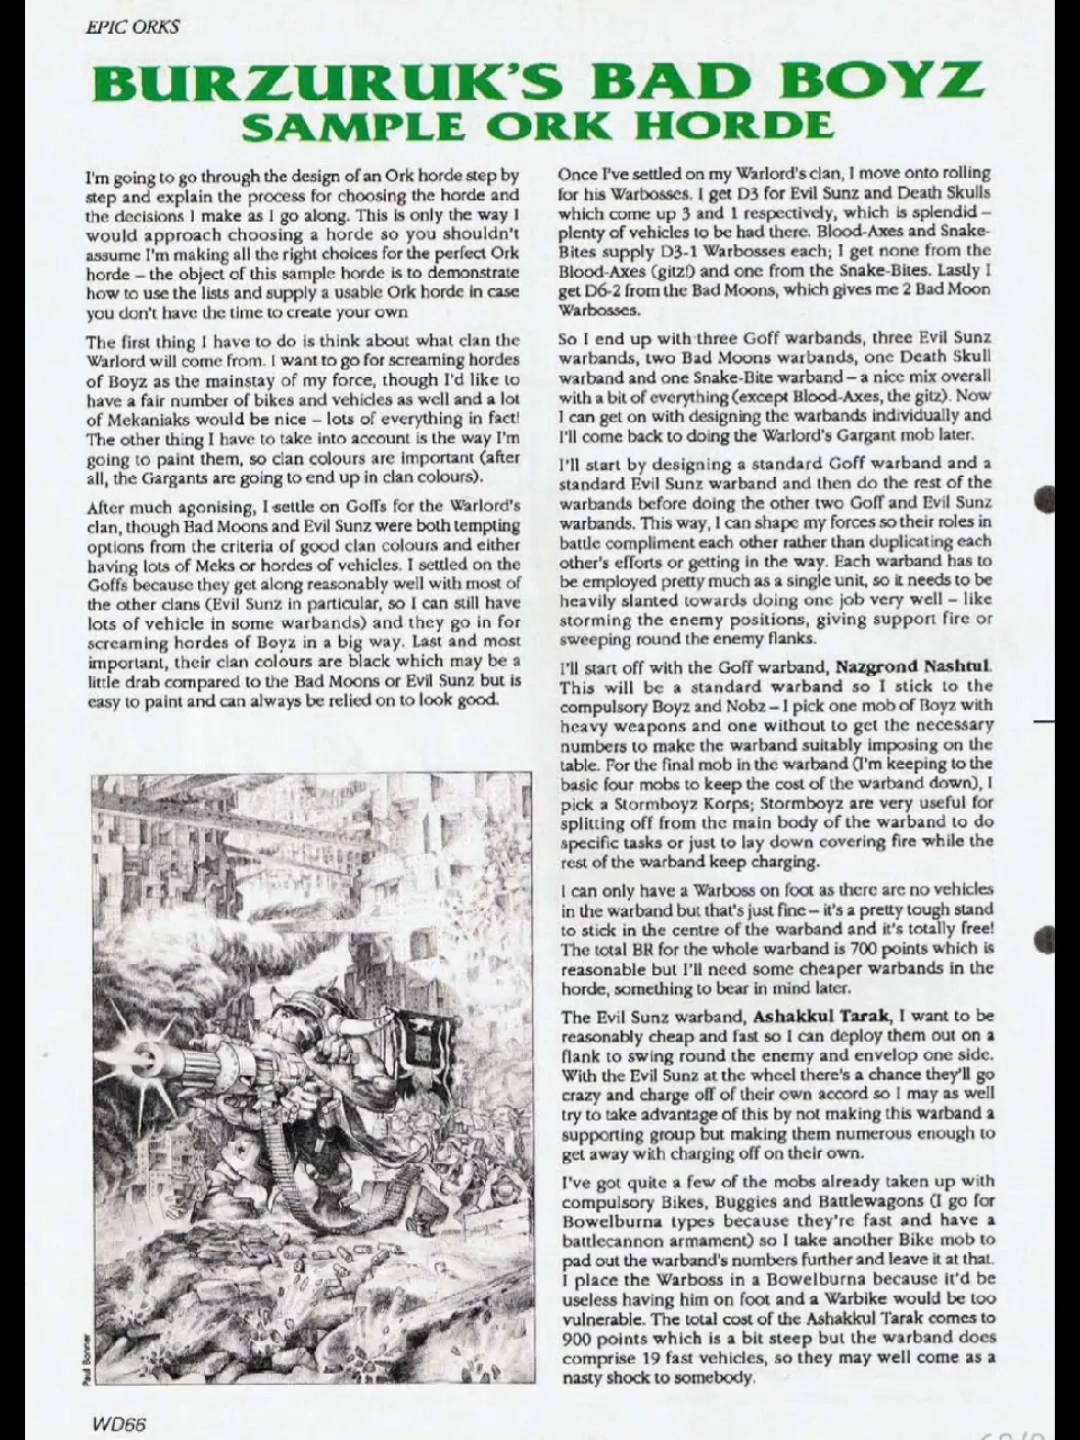 EPIC ORKS
BURZURUK'S BAD BOYZ
SAMPLE ORK HORDE
I'm going to go through the design of an Ork horde step by
step and explain the process for choosing the horde and
the decisions I make as I go along. This is only the way I
would approach choosing a horde so you shouldn't
assume I'm making all the right choices for the perfect Ork
horde – the object of this sample horde is to demonstrate
how to use the lists and supply a usable Ork horde in case
you don't have the time to create your own
The first thing I have to do is think about what clan the
Warlord will come from. I want to go for screaming hordes
of Boyz as the mainstay of my force, though I'd like to
have a fair number of bikes and vehicles as well and a lot
of Mekaniaks would be nice – lots of everything in fact!
The other thing I have to take into account is the way I'm
going to paint them, so clan colours are important (after
all, the Gargants are going to end up in clan colours).
After much agonising, I settle on Goffs for the Warlord's
clan, though Bad Moons and Evil Sunz were both tempting
options from the criteria of good clan colours and either
having lots of Meks or hordes of vehicles. I settled on the
Goffs because they get along reasonably well with most of
the other clans (Evil Sunz in particular, so I can still have
lots of vehicle in some warbands) and they go in for
screaming hordes of Boyz in a big way. Last and most
important, their clan colours are black which may be a
little drab compared to the Bad Moons or Evil Sunz but is
easy to paint and can always be relied on to look good.
Paul Bonner
Once I've settled on my Warlord's clan, I move onto rolling
for his Warbosses. I get D3 for Evil Sunz and Death Skulls
which come up 3 and 1 respectively, which is splendid –
plenty of vehicles to be had there. Blood-Axes and Snake-
Bites supply D3-1 Warbosses each; I get none from the
Blood-Axes (gitz!) and one from the Snake-Bites. Lastly I
get D6-2 from the Bad Moons, which gives me 2 Bad Moon
Warbosses.
So I end up with three Goff warbands, three Evil Sunz
warbands, two Bad Moons warbands, one Death Skull
warband and one Snake-Bite warband – a nice mix overall
with a bit of everything (except Blood-Axes, the gitz). Now
I can get on with designing the warbands individually and
I'll come back to doing the Warlord's Gargant mob later.
I'll start by designing a standard Goff warband and a
standard Evil Sunz warband and then do the rest of the
warbands before doing the other two Goff and Evil Sunz
warbands. This way, I can shape my forces so their roles in
battle compliment each other rather than duplicating each
other's efforts or getting in the way. Each warband has to
be employed pretty much as a single unit, so it needs to be
heavily slanted towards doing one job very well – like
storming the enemy positions, giving support fire or
sweeping round the enemy flanks.
I'll start off with the Goff warband, Nazgrond Nashtul.
This will be a standard warband so I stick to the
compulsory Boyz and Nobz – I pick one mob of Boyz with
heavy weapons and one without to get the necessary
numbers to make the warband suitably imposing on the
table. For the final mob in the warband (I'm keeping to the
basic four mobs to keep the cost of the warband down), I
pick a Stormboyz Korps; Stormboyz are very useful for
splitting off from the main body of the warband to do
specific tasks or just to lay down covering fire while the
rest of the warband keep charging.
I can only have a Warboss on foot as there are no vehicles
in the warband but that's just fine – it's a pretty tough stand
to stick in the centre of the warband and it's totally free!
The total BR for the whole warband is 700 points which is
reasonable but I'll need some cheaper warbands in the
horde, something to bear in mind later.
The Evil Sunz warband, Ashakkul Tarak, I want to be
reasonably cheap and fast so I can deploy them out on a
flank to swing round the enemy and envelop one side.
With the Evil Sunz at the wheel there's a chance they'll go
crazy and charge off of their own accord so I may as well
try to take advantage of this by not making this warband a
supporting group but making them numerous enough to
get away with charging off on their own.
I've got quite a few of the mobs already taken up with
compulsory Bikes, Buggies and Battlewagons (I go for
Bowelburna types because they're fast and have a
battlecannon armament) so I take another Bike mob to
pad out the warband's numbers further and leave it at that.
I place the Warboss in a Bowelburna because it'd be
useless having him on foot and a Warbike would be too
vulnerable. The total cost of the Ashakkul Tarak comes to
900 points which is a bit steep but the warband does
comprise 19 fast vehicles, so they may well come as a
nasty shock to somebody.
WD66